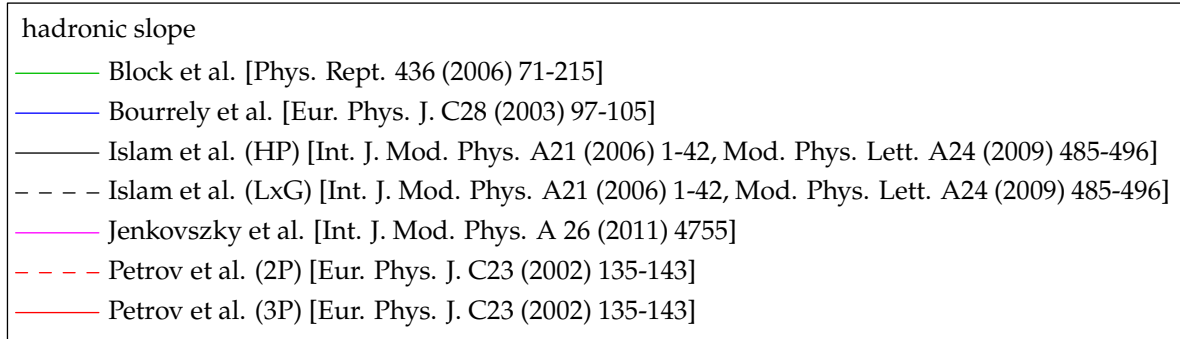 hadronic slope
Block et al. [Phys. Rept. 436 (2006) 71-215]
Bourrely et al. [Eur. Phys. J. C28 (2003) 97-105]
Islam et al. (HP) [Int. J. Mod. Phys. A21 (2006) 1-42, Mod. Phys. Lett. A24 (2009) 485-496]
Islam et al. (LxG) [Int. J. Mod. Phys. A21 (2006) 1-42, Mod. Phys. Lett. A24 (2009) 485-496]
Jenkovszky et al. [Int. J. Mod. Phys. A 26 (2011) 4755]
Petrov et al. (2P) [Eur. Phys. J. C23 (2002) 135-143]
Petrov et al. (3P) [Eur. Phys. J. C23 (2002) 135-143]